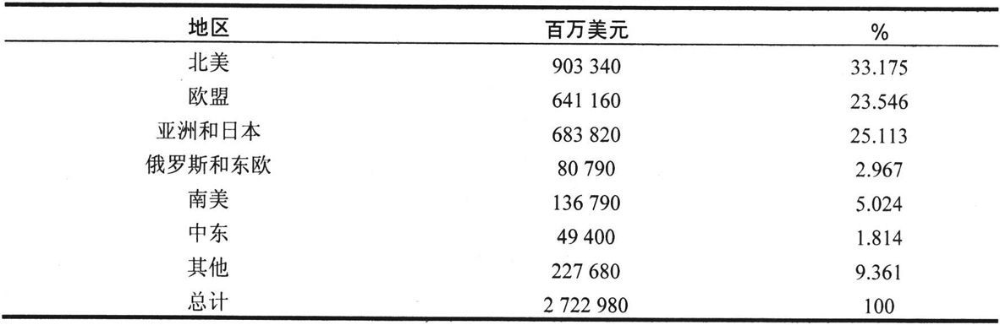 地区 百万美元 %
北美 903 340 33.175
欧盟 641 160 23.546
亚洲和日本 683 820 25.113
俄罗斯和东欧 80 790 2.967
南美 136 790 5.024
中东 49 400 1.814
其他 227 680 9.361
总计 2 722 980 100